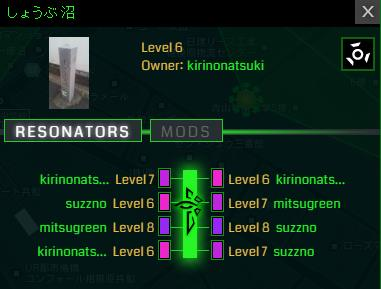 しょうぶ沼
X
Level 6
Owner: kirinonatsuki
RESONATORS
MODS
kirinonats... Level 7
Level 6 kirinonats...
suzzno Level 6
Level 7 mitsugreen
mitsugreen Level 8
Level 8 suzzno
kirinonats... Level 6
Level 7 suzzno